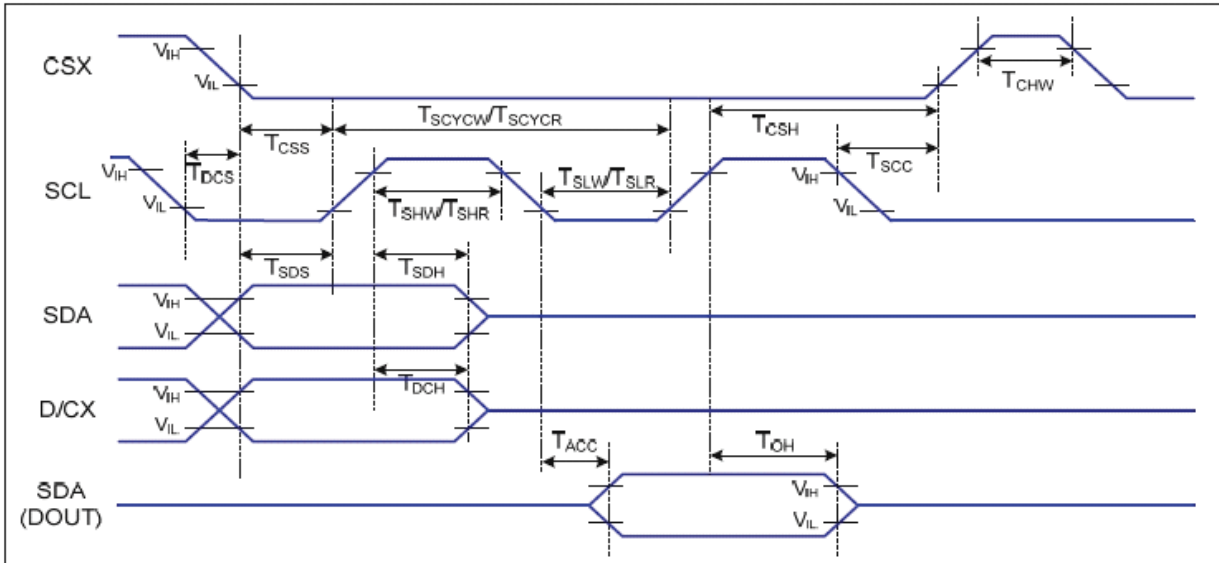 CSX
VIH
VIL
TCHW
TSCYCW/TSCYCR
TCSH
TCSS
TDCS
TSCC
SCL
VIH
VIL
TSHW/TSHR
TSLW/TSLR
VIH
VIL
TSDS
TSDH
SDA
VIH
VIL
TDCH
D/CX
VIH
VIL
TACC
TOH
SDA
(DOUT)
VIH
VIL